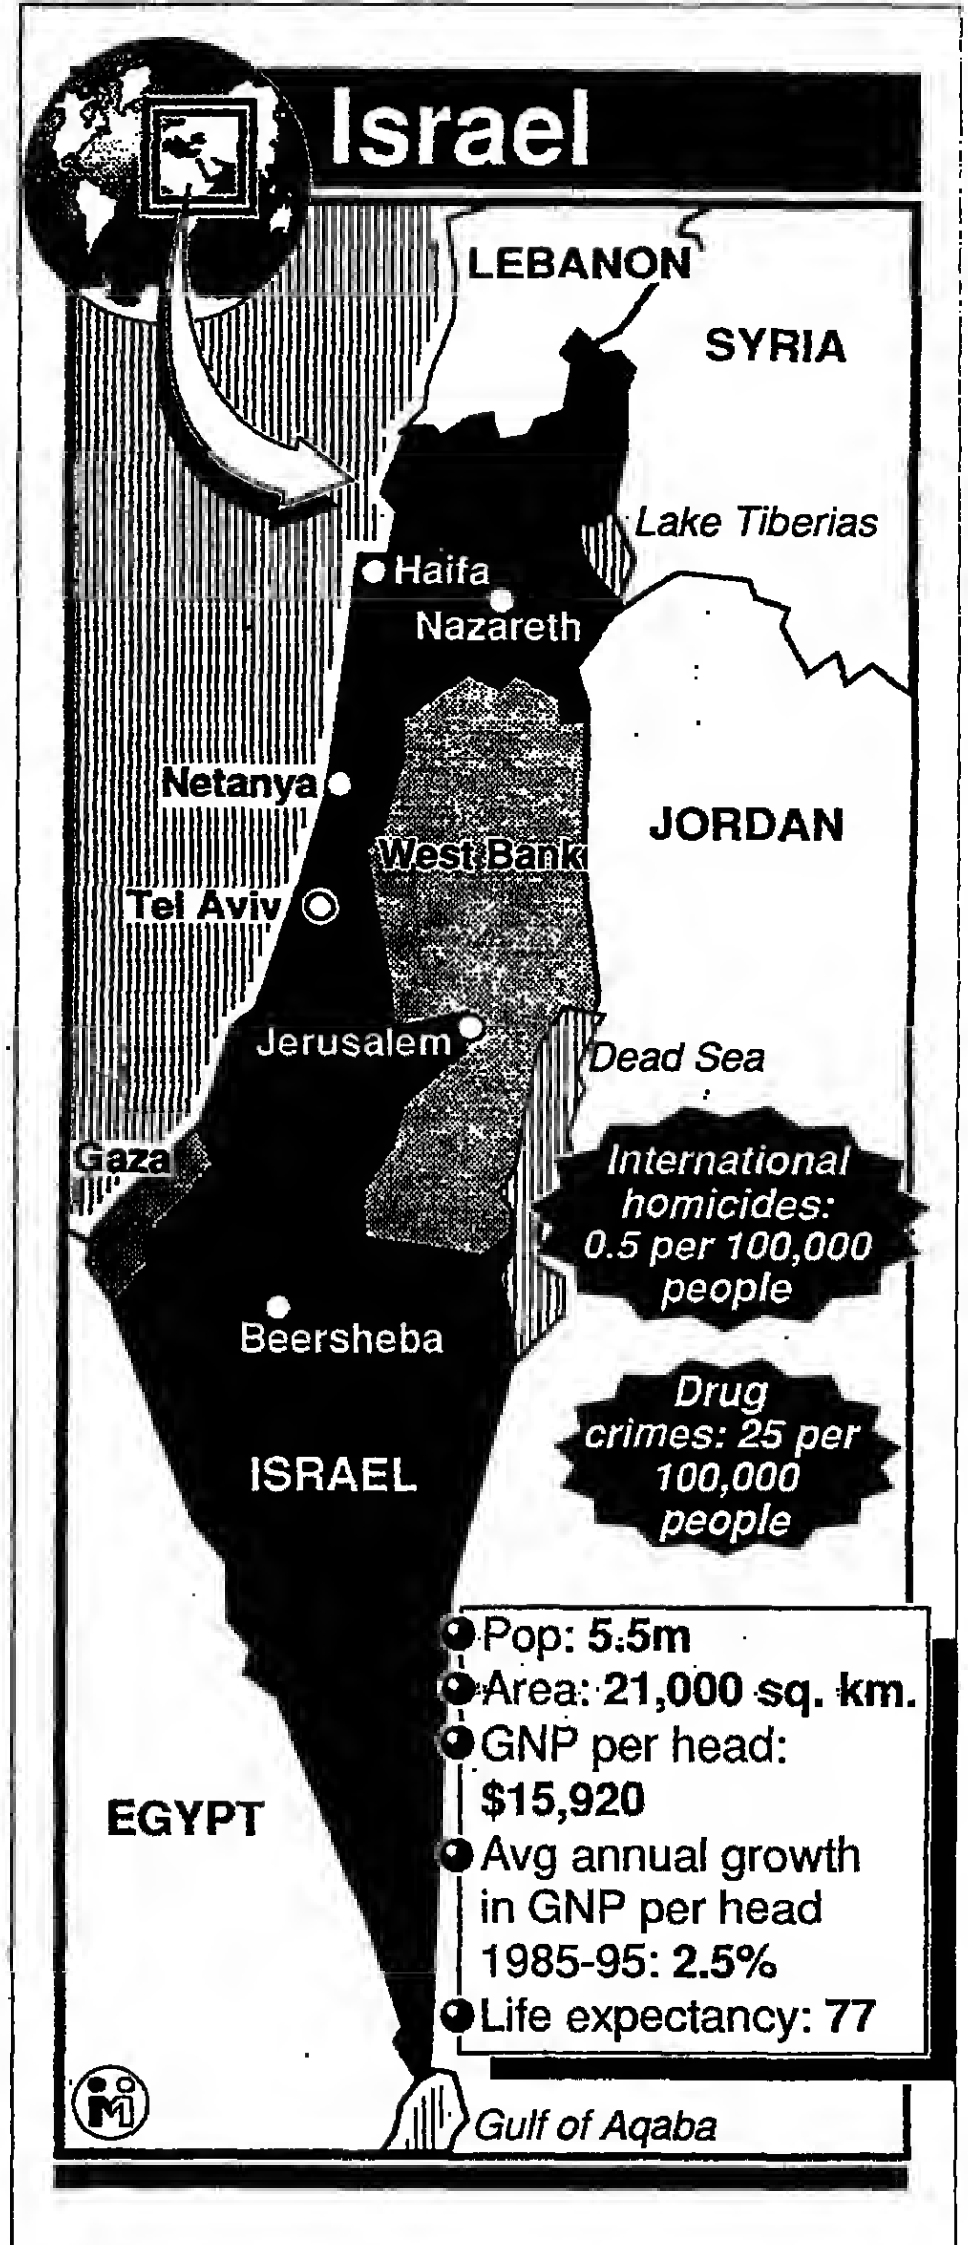 Israel
LEBANON
SYRIA
Lake Tiberias
Haifa
Nazareth
Netanya
JORDAN
West Bank
Tel Aviv
Jerusalem
Dead Sea
Gaza
International
homicides:
0.5 per 100,000
people
Beersheba
Drug
crimes: 25 per
100,000
people
ISRAEL
Pop: 5.5m
Area: 21,000 sq. km.
GNP per head:
$15,920
EGYPT
Avg annual growth
in GNP per head
1985-95: 2.5%
Life expectancy: 77
Gulf of Aqaba